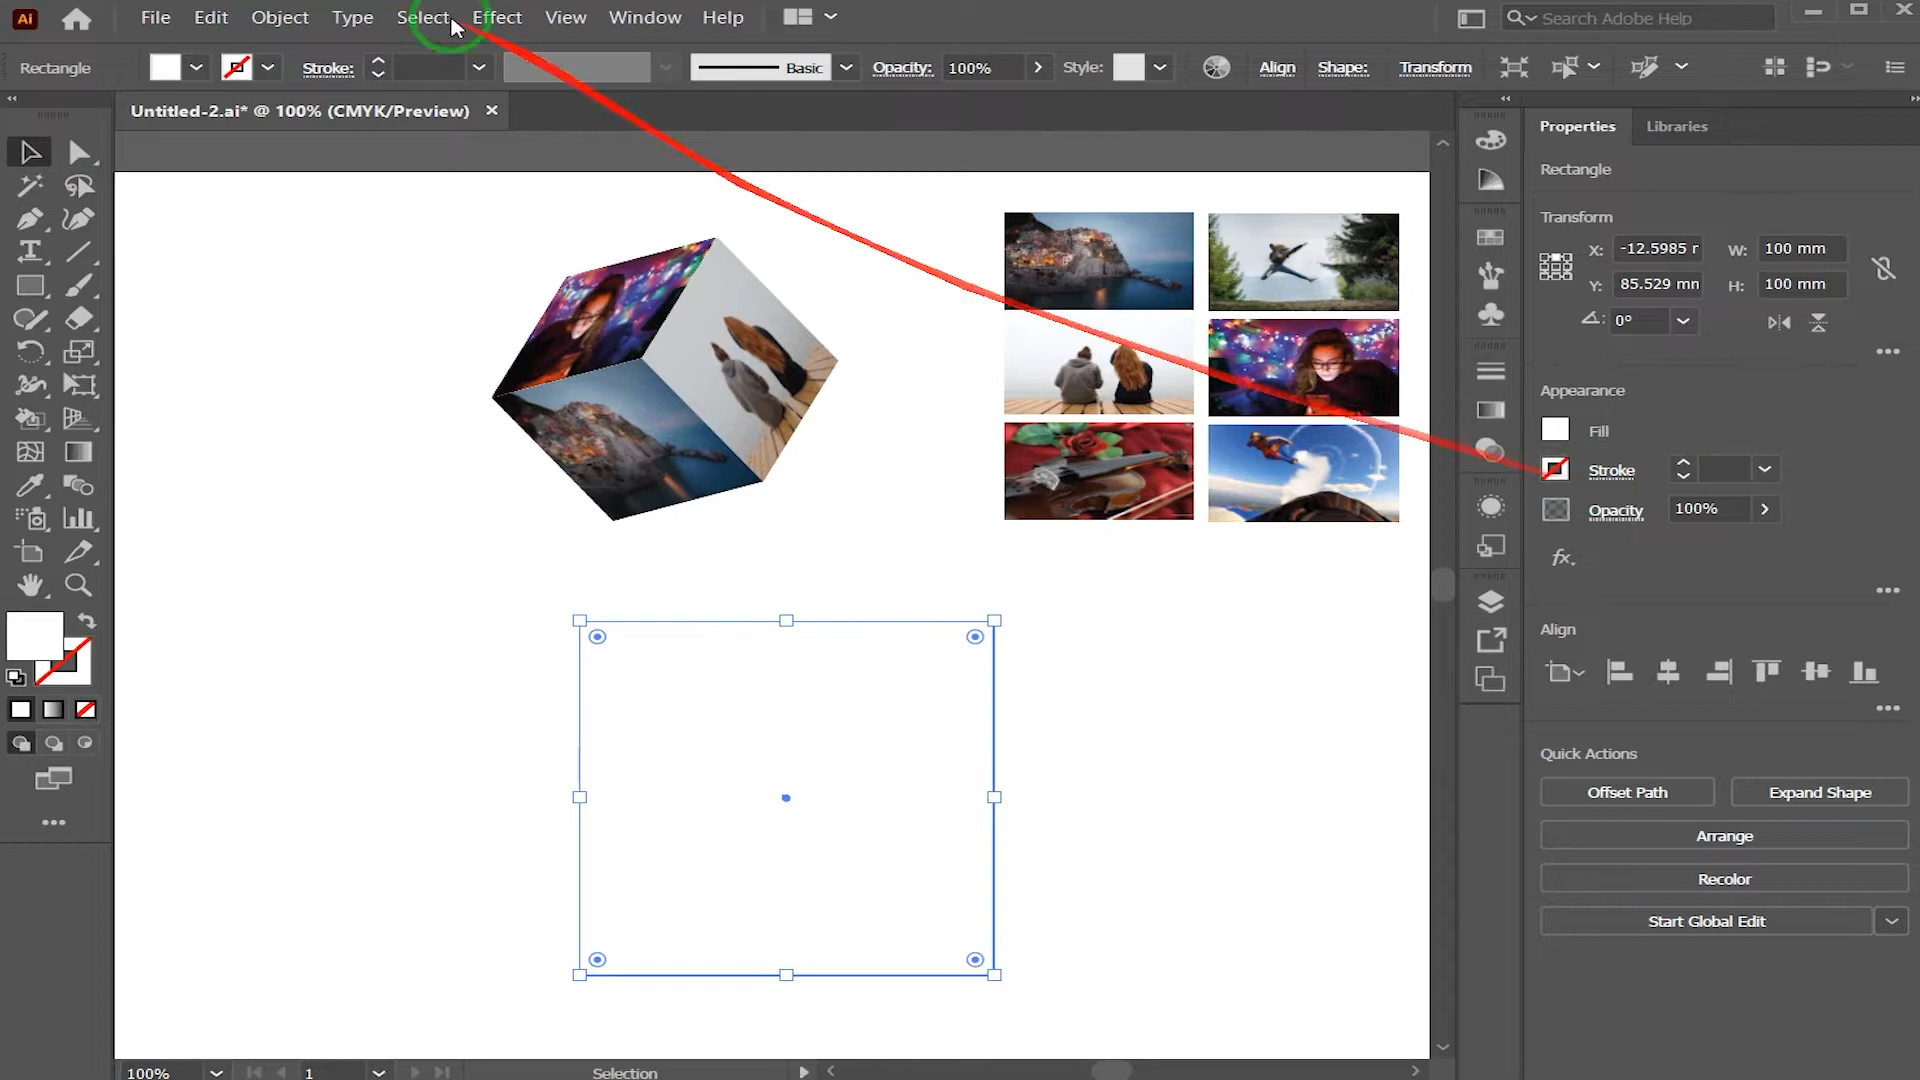 Ai File Edit Object Type Select Effect View Window Help Search Adobe Help
Rectangle Stroke: Basic Opacity: 100% Style: Align Shape: Transform
Untitled-2.ai* @ 100% (CMYK/Preview)
Properties Libraries
Rectangle
Transform
X: -12.5985 r W: 100 mm
Y: 85.529 mn H: 100 mm
0°
Appearance
Fill
Stroke
Opacity 100%
fx.
Align
Quick Actions
Offset Path Expand Shape
Arrange
Recolor
Start Global Edit
100% 1 Selection